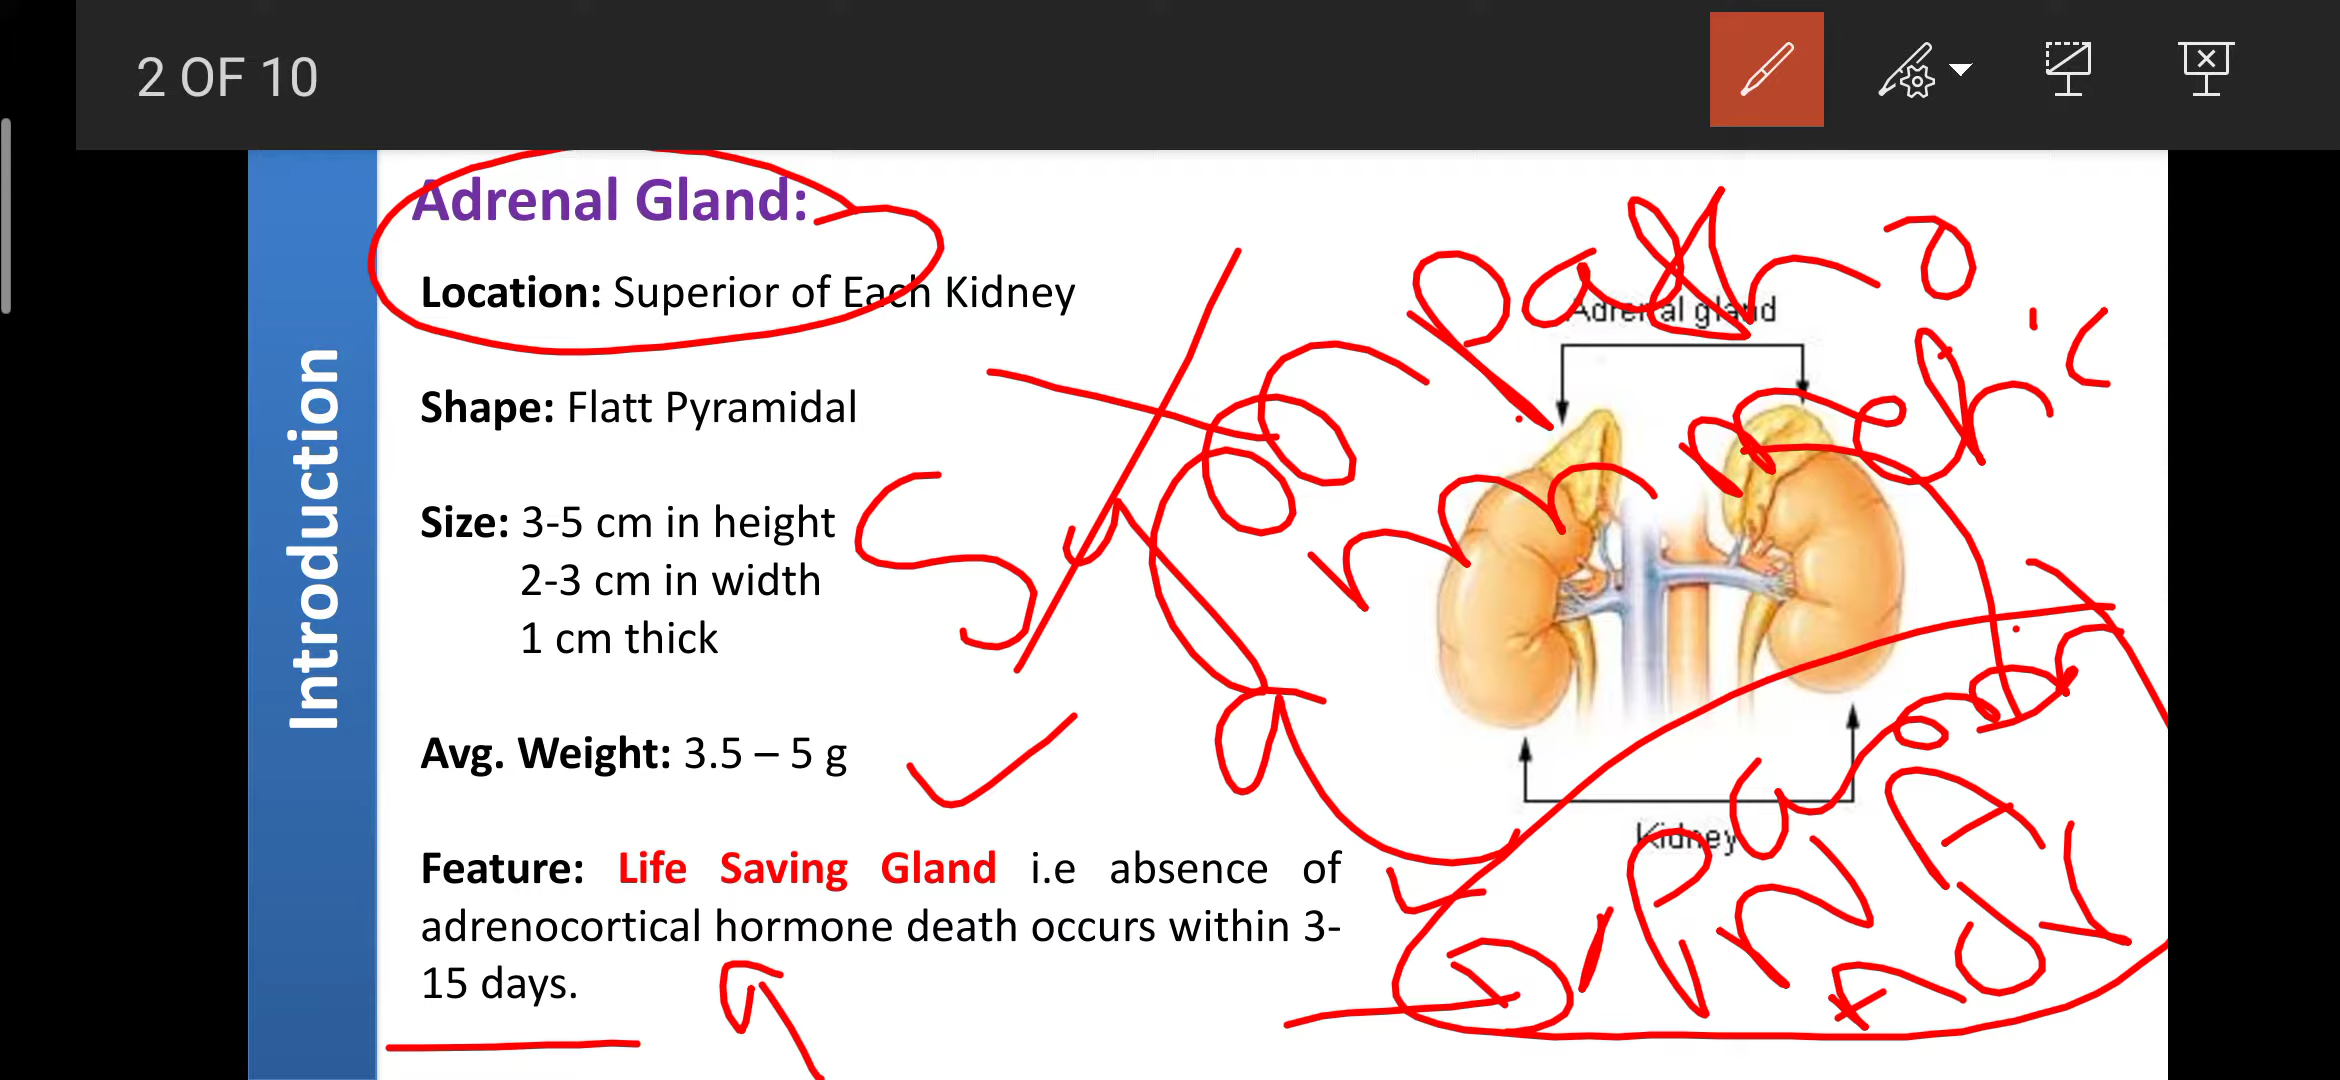 2 OF 10
Introduction
Adrenal Gland:
Location: Superior of Each Kidney
Shape: Flatt Pyramidal
Size: 3-5 cm in height
2-3 cm in width
1 cm thick
Avg. Weight: 3.5 – 5 g
Feature: Life Saving Gland i.e absence of
adrenocortical hormone death occurs within 3-
15 days.
Adrenal gland
Kidney